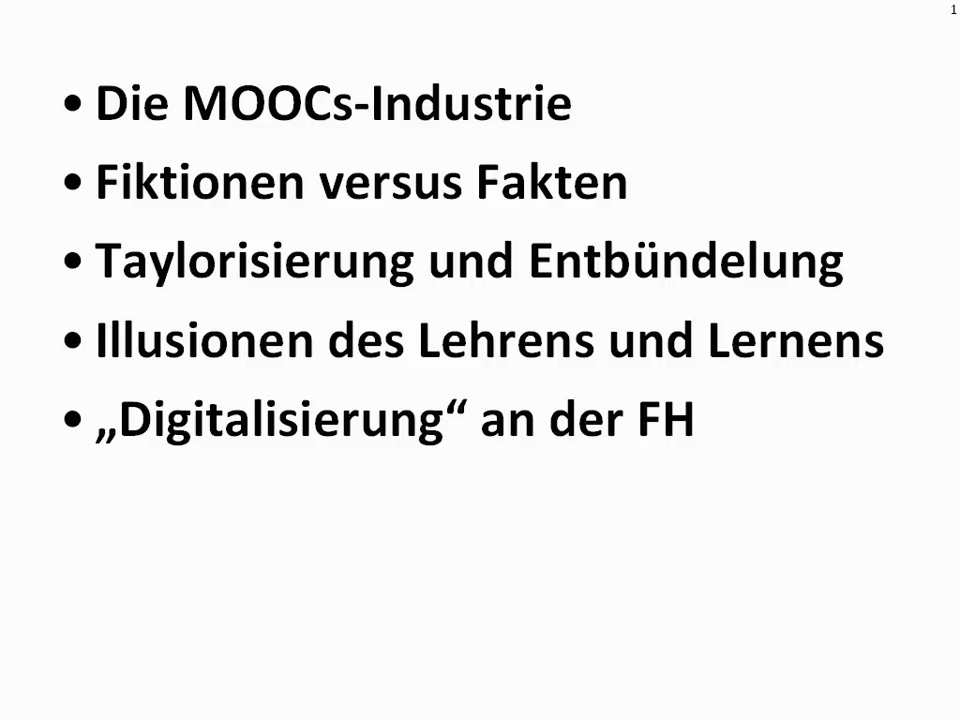 1
• Die MOOCs-Industrie
• Fiktionen versus Fakten
• Taylorisierung und Entbündelung
• Illusionen des Lehrens und Lernens
• „Digitalisierung“ an der FH